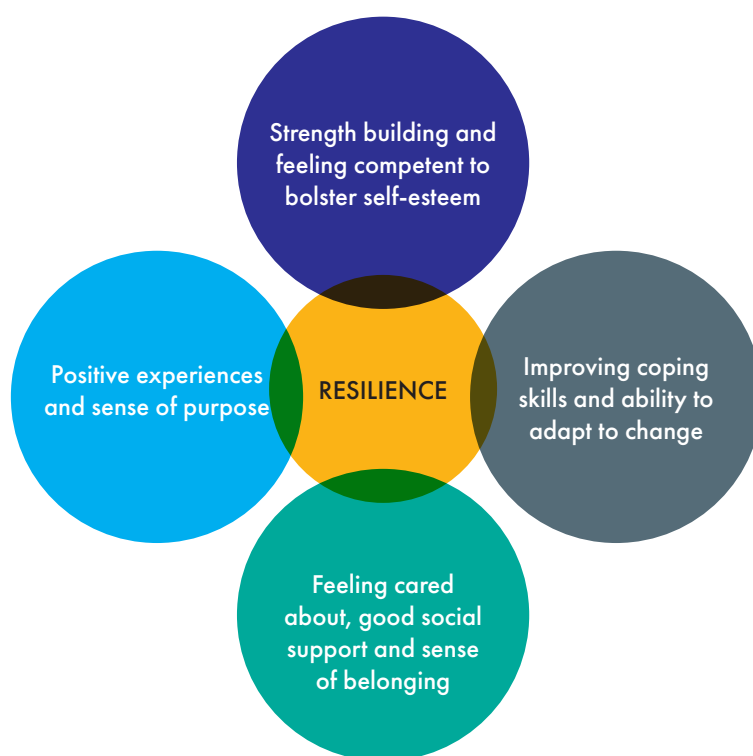 Strength building and
feeling competent to
bolster self-esteem
Positive experiences
and sense of purpose
RESILIENCE
Improving coping
skills and ability to
adapt to change
Feeling cared
about, good social
support and sense
of belonging